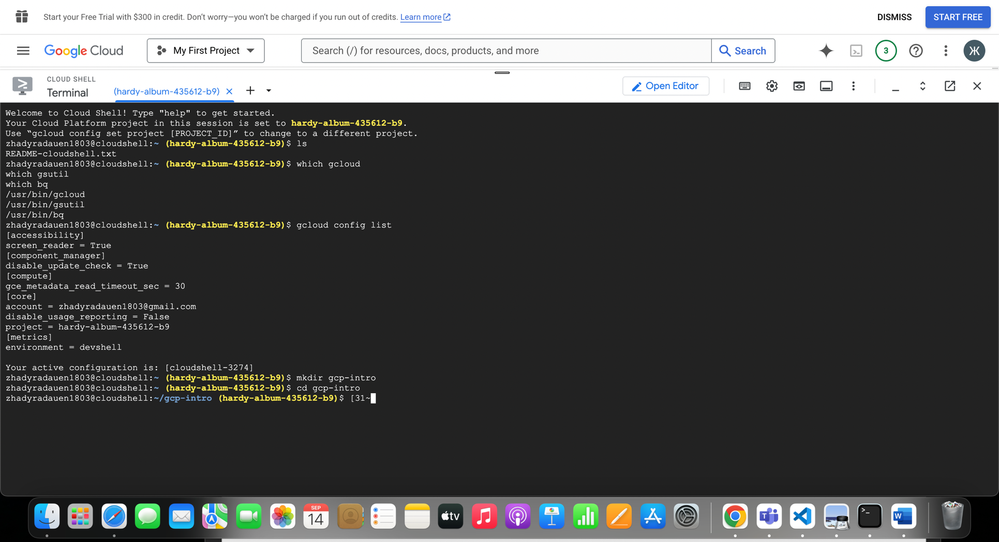 Start your Free Trial with $300 in credit. Don’t worry—you won’t be charged if you run out of credits. Learn more
DISMISS
START FREE
Google Cloud
My First Project
Search (/) for resources, docs, products, and more
Search
3
Ж
CLOUD SHELL
Terminal
(hardy-album-435612-b9)
Open Editor
Welcome to Cloud Shell! Type "help" to get started.
Your Cloud Platform project in this session is set to hardy-album-435612-b9.
Use “gcloud config set project [PROJECT_ID]” to change to a different project.
zhadyradauen1803@cloudshell:~ (hardy-album-435612-b9)$ ls
README-cloudshell.txt
zhadyradauen1803@cloudshell:~ (hardy-album-435612-b9)$ which gcloud
which gsutil
which bq
/usr/bin/gcloud
/usr/bin/gsutil
/usr/bin/bq
zhadyradauen1803@cloudshell:~ (hardy-album-435612-b9)$ gcloud config list
[accessibility]
screen_reader = True
[component_manager]
disable_update_check = True
[compute]
gce_metadata_read_timeout_sec = 30
[core]
account = zhadyradauen1803@gmail.com
disable_usage_reporting = False
project = hardy-album-435612-b9
[metrics]
environment = devshell
Your active configuration is: [cloudshell-3274]
zhadyradauen1803@cloudshell:~ (hardy-album-435612-b9)$ mkdir gcp-intro
zhadyradauen1803@cloudshell:~ (hardy-album-435612-b9)$ cd gcp-intro
zhadyradauen1803@cloudshell:~/gcp-intro (hardy-album-435612-b9)$ [31~
SEP
14
tv
T
W